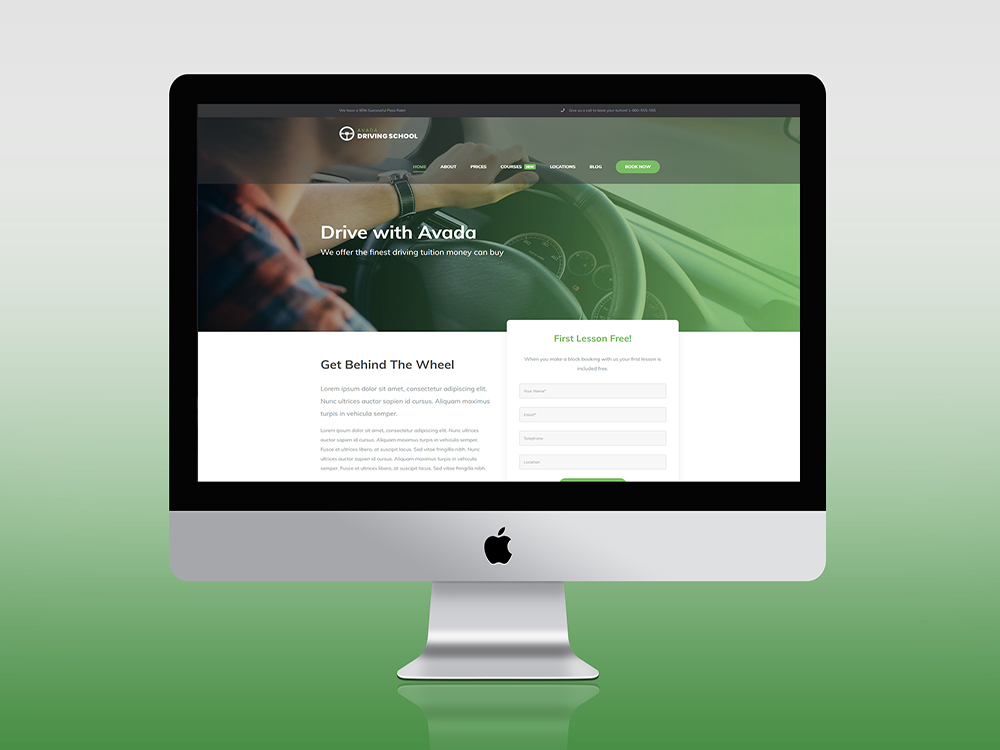 We have a 95% Successful Pass Rate!
Give us a call to book your tuition! 1-800-555-555
AVADA
DRIVING SCHOOL
HOME
ABOUT
PRICES
COURSES NEW
LOCATIONS
BLOG
BOOK NOW
Drive with Avada
We offer the finest driving tuition money can buy
First Lesson Free!
When you make a block booking with us your first lesson is
included free.
Your Name*
Email*
Telephone
Location
Get Behind The Wheel
Lorem ipsum dolor sit amet, consectetur adipiscing elit.
Nunc ultrices auctor sapien id cursus. Aliquam maximus
turpis in vehicula semper.
Lorem ipsum dolor sit amet, consectetur adipiscing elit. Nunc ultrices
auctor sapien id cursus. Aliquam maximus turpis in vehicula semper.
Fusce et ultrices libero, at suscipit lacus. Sed vitae fringilla nibh. Nunc
ultrices auctor sapien id cursus. Aliquam maximus turpis in vehicula
semper. Fusce et ultrices libero, at suscipit lacus. Sed vitae fringilla nibh.